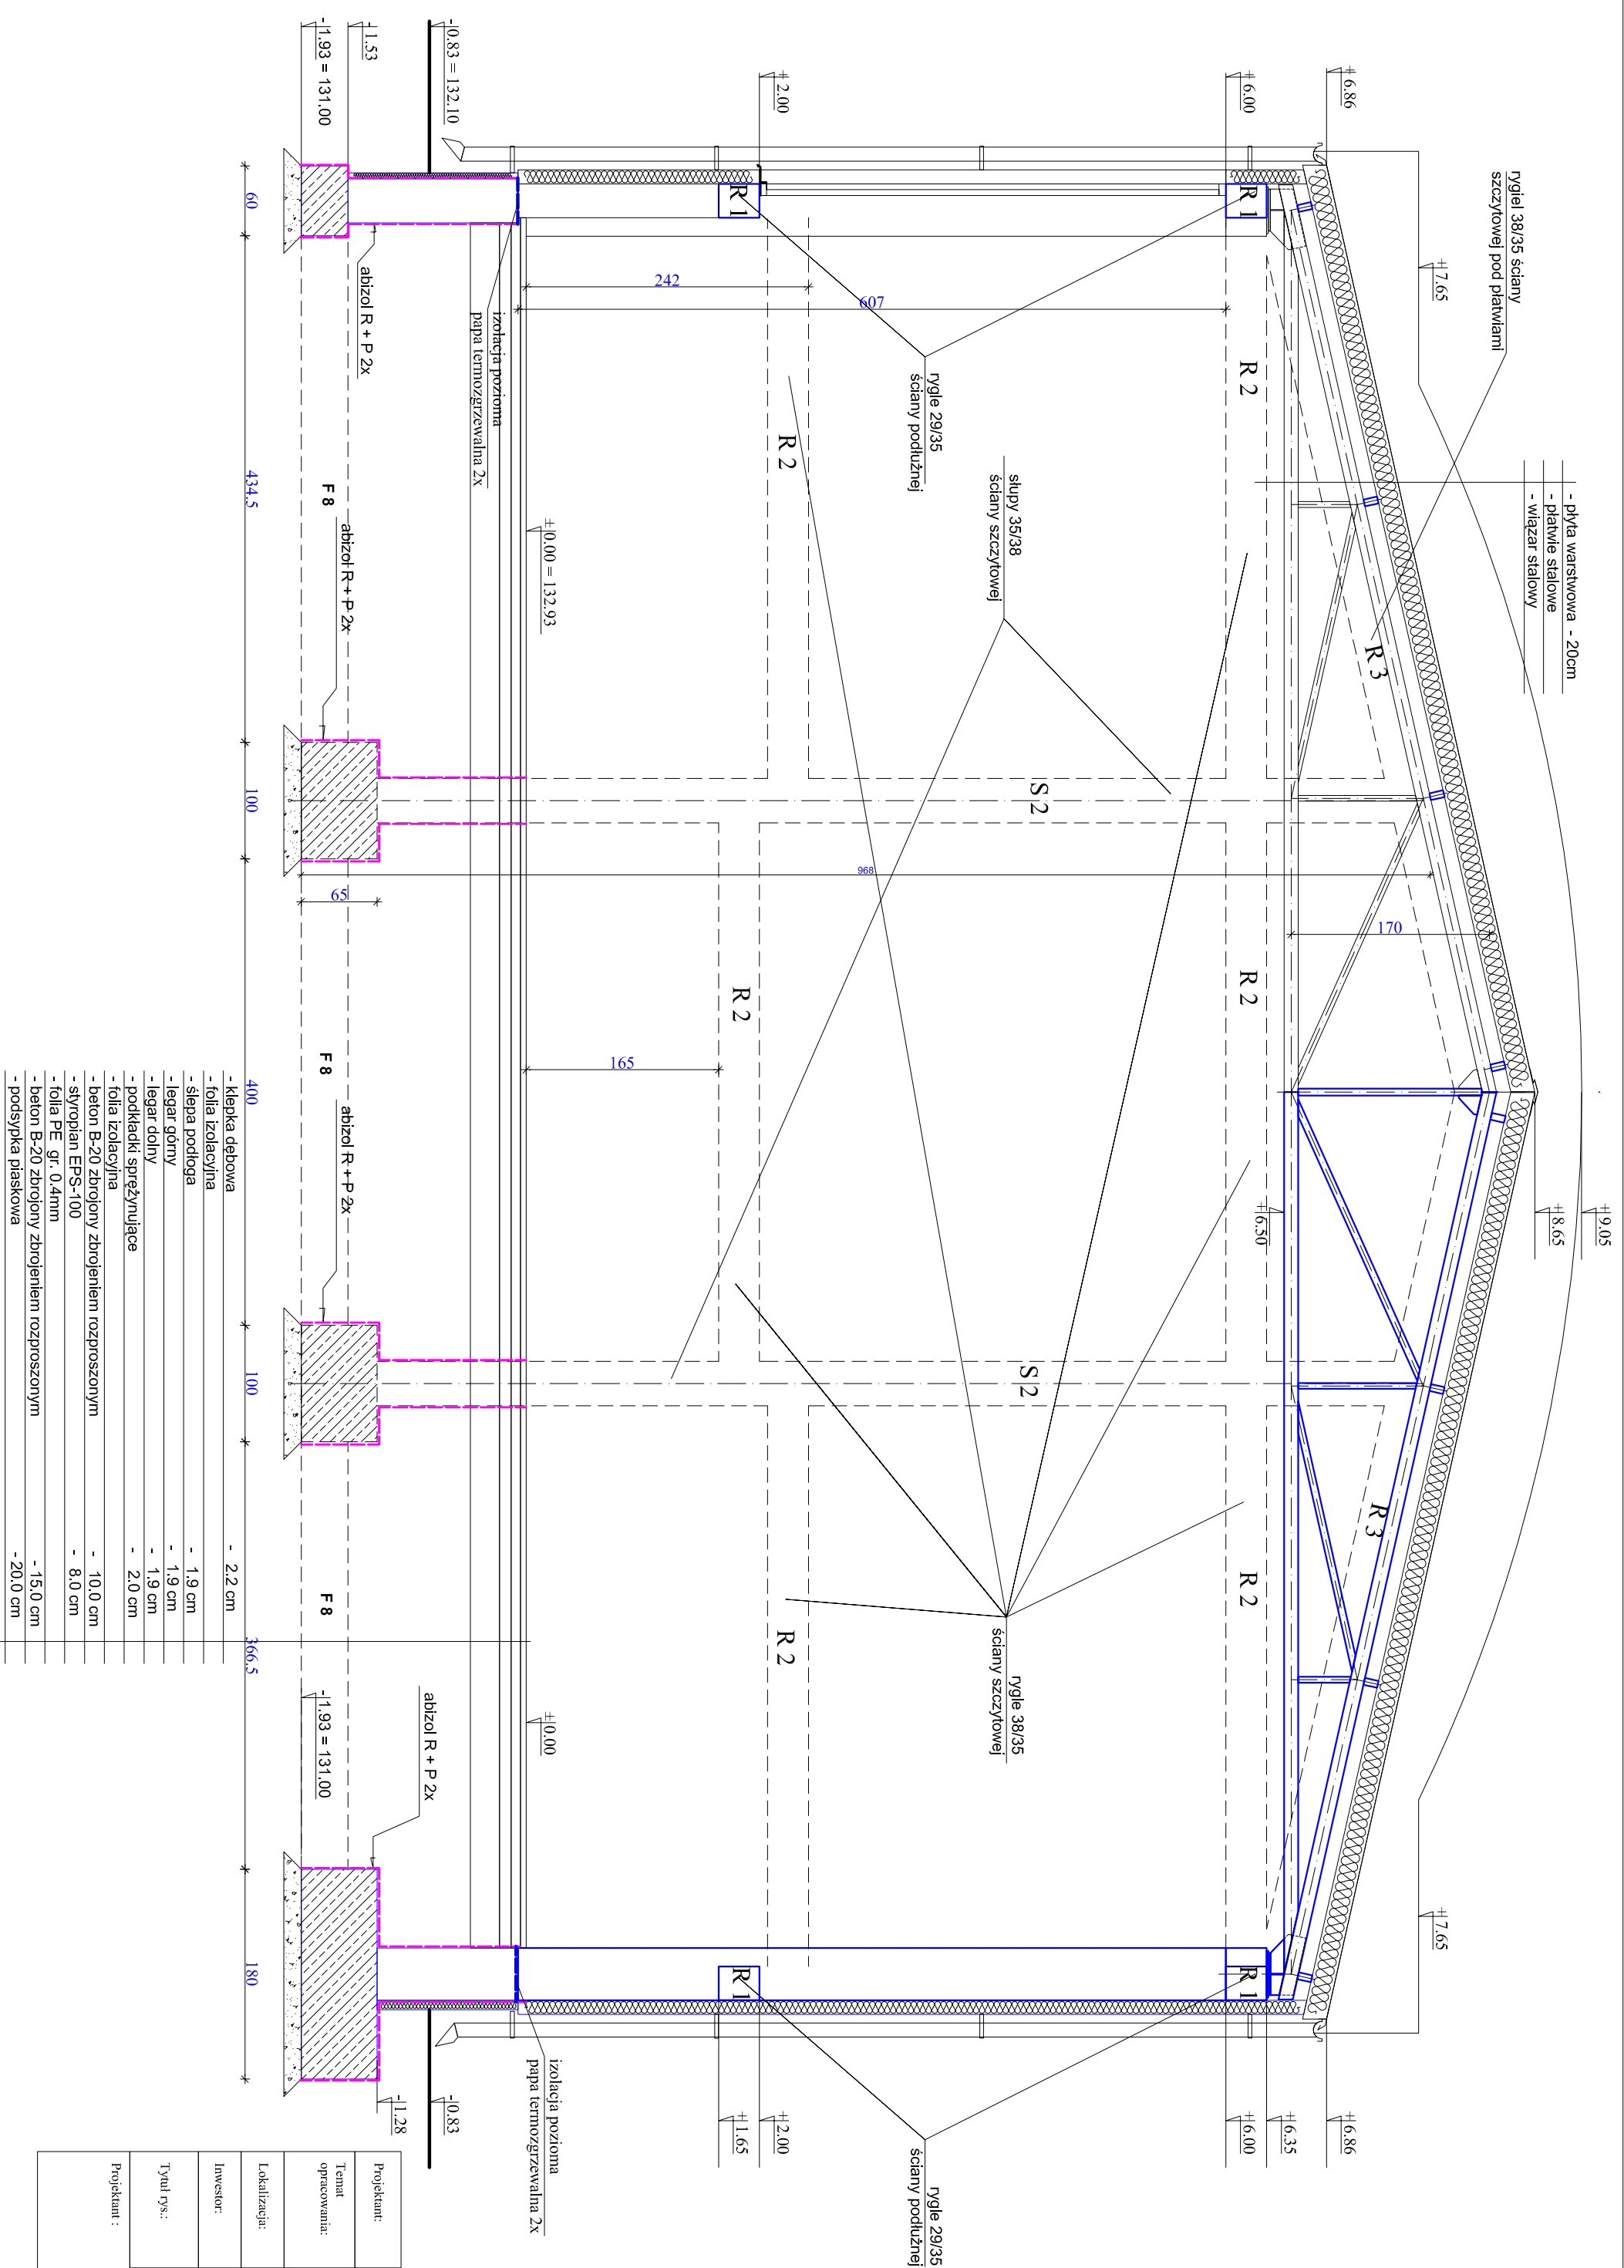 +9.05
+8.65
+7.65
+7.65
- płyta warstwowa - 20cm
- płatwie stalowe
- wiązar stalowy
rygiel 38/35 ściany
szczytowej pod płatwiami
+6.86
+6.86
R 3
R 3
170
+6.50
+6.35
+6.00
+6.00
R 1
R 2
R 2
R 2
R 1
słupy 35/38
ściany szczytowej
S 2
S 2
rygle 38/35
ściany szczytowej
rygle 29/35
ściany podłużnej
rygle 29/35
ściany podłużnej
607
968
242
165
+2.00
+2.00
+1.65
R 1
R 2
R 2
R 2
R 1
±0.00 = 132.93
±0.00
izolacja pozioma
papa termozgrzewalna 2x
izolacja pozioma
papa termozgrzewalna 2x
-0.83 = 132.10
-0.83
-1.28
-1.53
-1.93 = 131.00
-1.93 = 131.00
abizol R + P 2x
abizol R + P 2x
abizol R + P 2x
abizol R + P 2x
F 8
F 8
F 8
65
60
434.5
100
400
100
366.5
180
- klepka dębowa - 2.2 cm
- folia izolacyjna
- ślepa podłoga - 1.9 cm
- legar górny - 1.9 cm
- legar dolny - 1.9 cm
- podkładki sprężynujące - 2.0 cm
- folia izolacyjna
- beton B-20 zbrojony zbrojeniem rozproszonym - 10.0 cm
- styropian EPS-100 - 8.0 cm
- folia PE gr. 0.4mm
- beton B-20 zbrojony zbrojeniem rozproszonym - 15.0 cm
- podsypka piaskowa - 20.0 cm
Projektant:
Temat
opracowania:
Lokalizacja:
Inwestor:
Tytuł rys.:
Projektant :